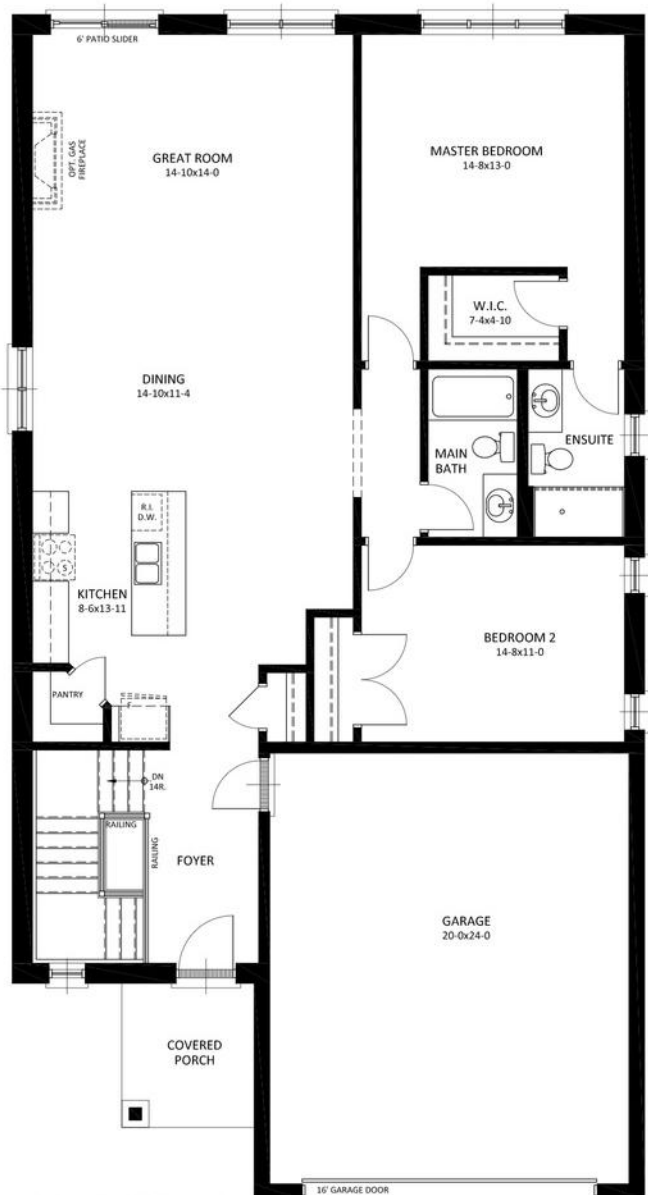 6' PATIO SLIDER
OPT. GAS
FIREPLACE
GREAT ROOM
14-10x14-0
MASTER BEDROOM
14-8x13-0
W.I.C.
7-4x4-10
DINING
14-10x11-4
MAIN
BATH
ENSUITE
R.I.
D.W.
S
KITCHEN
8-6x13-11
BEDROOM 2
14-8x11-0
PANTRY
DN
14R.
RAILING
RAILING
FOYER
GARAGE
20-0x24-0
COVERED
PORCH
16' GARAGE DOOR